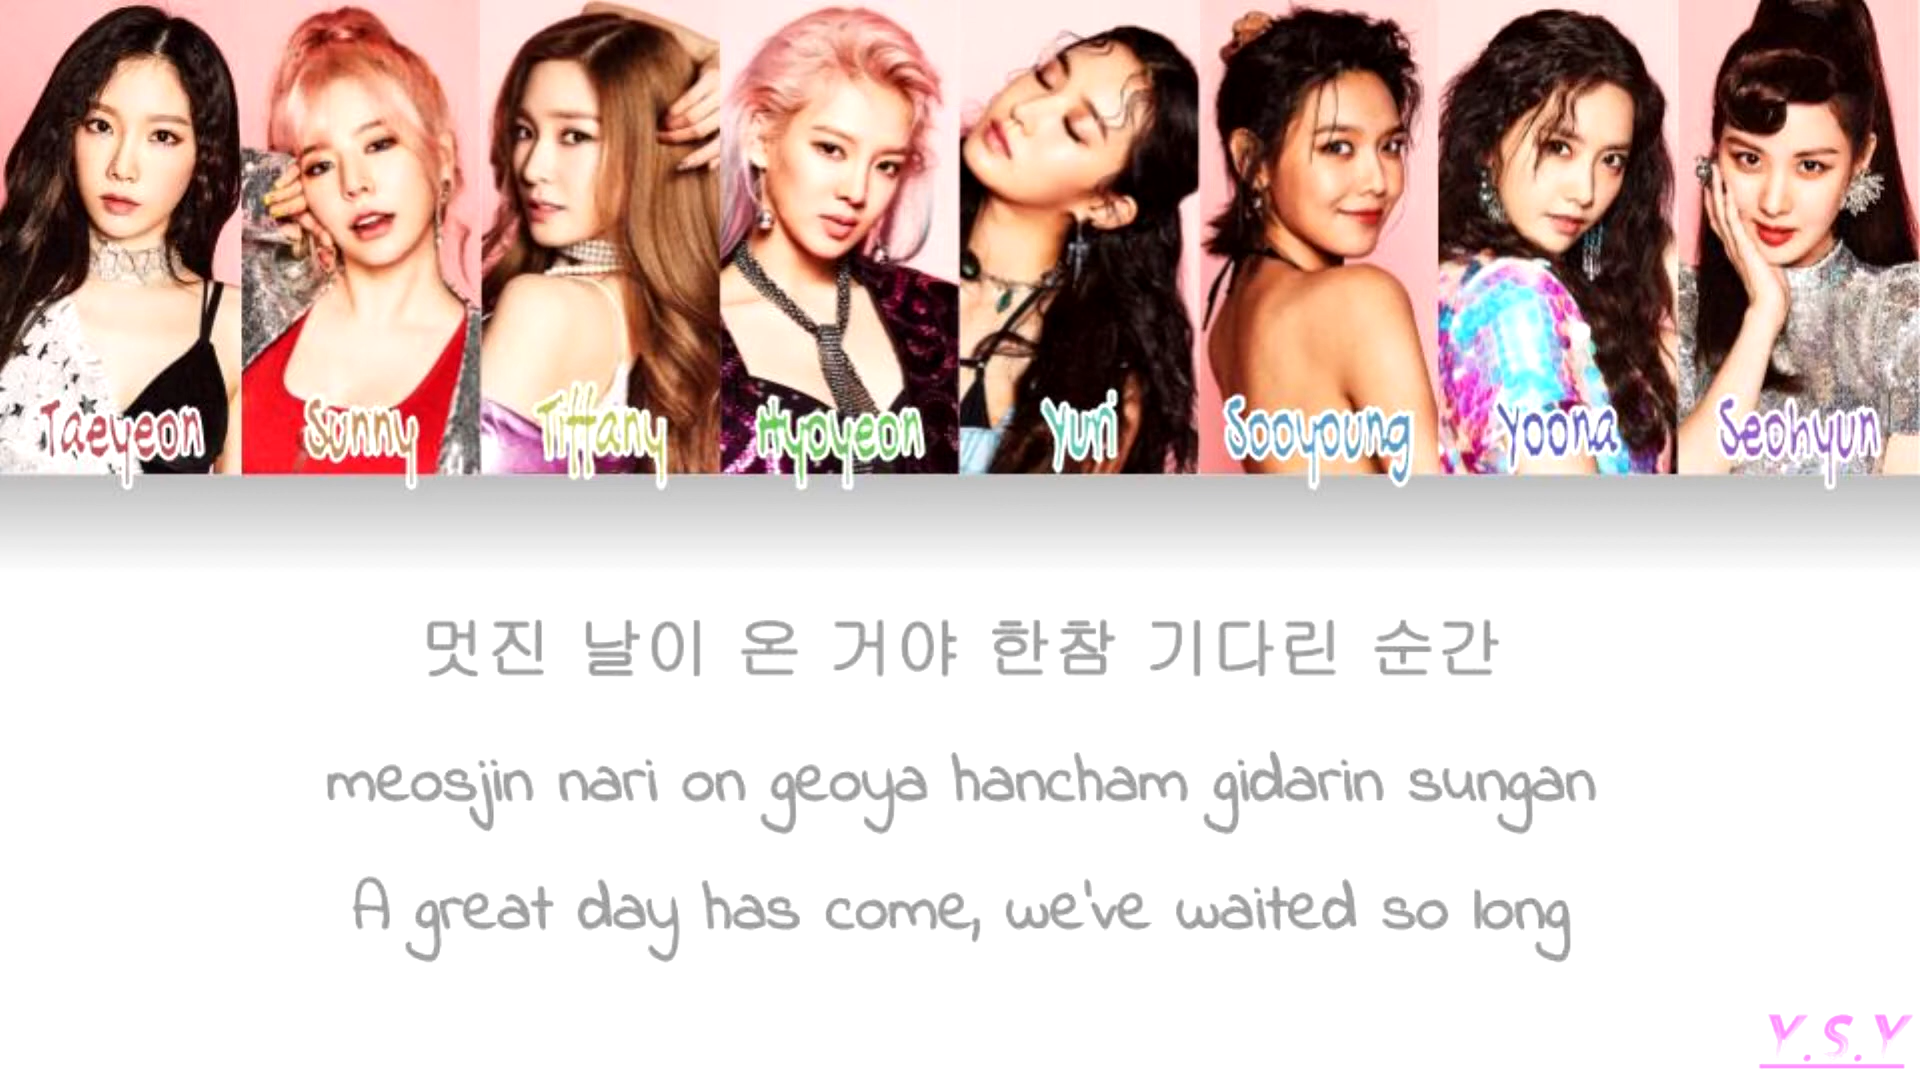 Taeyeon Sunny Tiffany Hyoyeon Yuri Sooyoung Yoona Seohyun
멋진 날이 온 거야 한참 기다린 순간
meosjin nari on geoya hancham gidarin sungan
A great day has come, we've waited so long
Y.S.Y